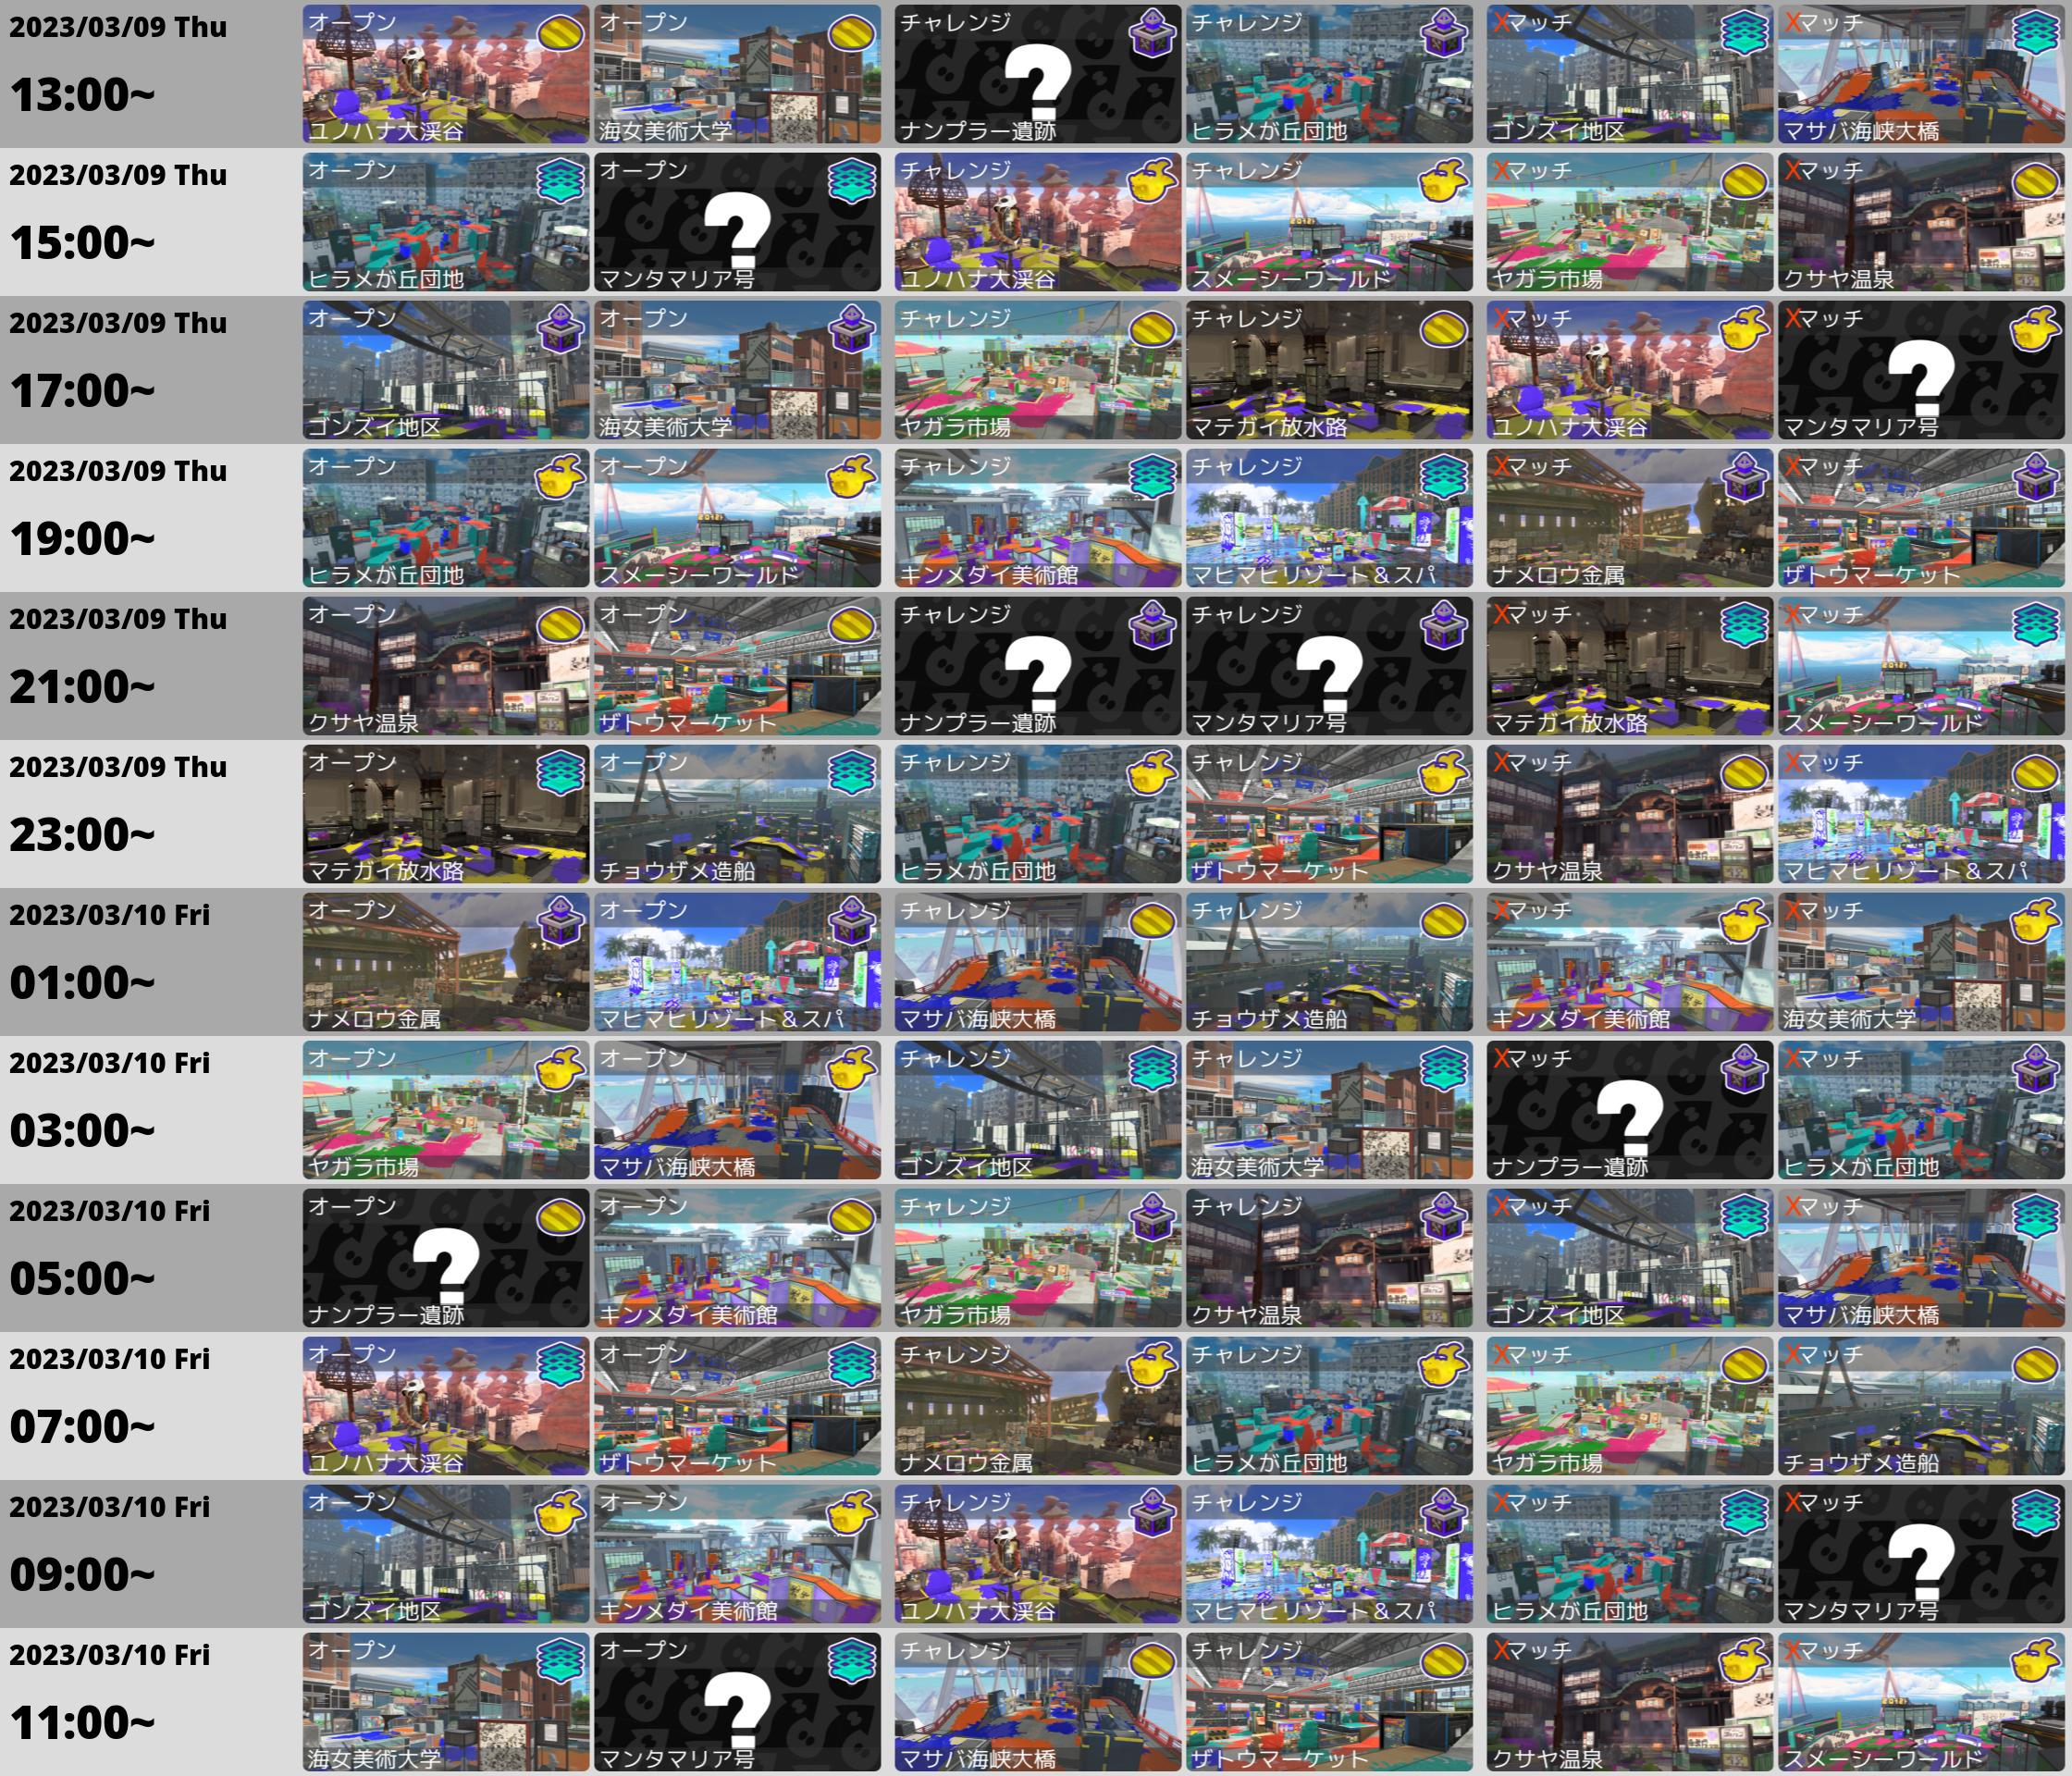 2023/03/09 Thu
13:00~
オープン オープン チャレンジ チャレンジ Xマッチ Xマッチ
ユノハナ大渓谷 海女美術大学 ナンプラー遺跡 ヒラメが丘団地 ゴンズイ地区 マサバ海峡大橋
2023/03/09 Thu
15:00~
オープン オープン チャレンジ チャレンジ Xマッチ Xマッチ
ヒラメが丘団地 マンタマリア号 ユノハナ大渓谷 スメーシーワールド ヤガラ市場 クサヤ温泉
2023/03/09 Thu
17:00~
オープン オープン チャレンジ チャレンジ Xマッチ Xマッチ
ゴンズイ地区 海女美術大学 ヤガラ市場 マテガイ放水路 ユノハナ大渓谷 マンタマリア号
2023/03/09 Thu
19:00~
オープン オープン チャレンジ チャレンジ Xマッチ Xマッチ
ヒラメが丘団地 スメーシーワールド キンメダイ美術館 マヒマヒリゾート&スパ ナメロウ金属 ザトウマーケット
2023/03/09 Thu
21:00~
オープン オープン チャレンジ チャレンジ Xマッチ Xマッチ
クサヤ温泉 ザトウマーケット ナンプラー遺跡 マンタマリア号 マテガイ放水路 スメーシーワールド
2023/03/09 Thu
23:00~
オープン オープン チャレンジ チャレンジ Xマッチ Xマッチ
マテガイ放水路 チョウザメ造船 ヒラメが丘団地 ザトウマーケット クサヤ温泉 マヒマヒリゾート&スパ
2023/03/10 Fri
01:00~
オープン オープン チャレンジ チャレンジ Xマッチ Xマッチ
ナメロウ金属 マヒマヒリゾート&スパ マサバ海峡大橋 チョウザメ造船 キンメダイ美術館 海女美術大学
2023/03/10 Fri
03:00~
オープン オープン チャレンジ チャレンジ Xマッチ Xマッチ
ヤガラ市場 マサバ海峡大橋 ゴンズイ地区 海女美術大学 ナンプラー遺跡 ヒラメが丘団地
2023/03/10 Fri
05:00~
オープン オープン チャレンジ チャレンジ Xマッチ Xマッチ
ナンプラー遺跡 キンメダイ美術館 ヤガラ市場 クサヤ温泉 ゴンズイ地区 マサバ海峡大橋
2023/03/10 Fri
07:00~
オープン オープン チャレンジ チャレンジ Xマッチ Xマッチ
ユノハナ大渓谷 ザトウマーケット ナメロウ金属 ヒラメが丘団地 ヤガラ市場 チョウザメ造船
2023/03/10 Fri
09:00~
オープン オープン チャレンジ チャレンジ Xマッチ Xマッチ
ゴンズイ地区 キンメダイ美術館 ユノハナ大渓谷 マヒマヒリゾート&スパ ヒラメが丘団地 マンタマリア号
2023/03/10 Fri
11:00~
オープン オープン チャレンジ チャレンジ Xマッチ Xマッチ
海女美術大学 マンタマリア号 マサバ海峡大橋 ザトウマーケット クサヤ温泉 スメーシーワールド